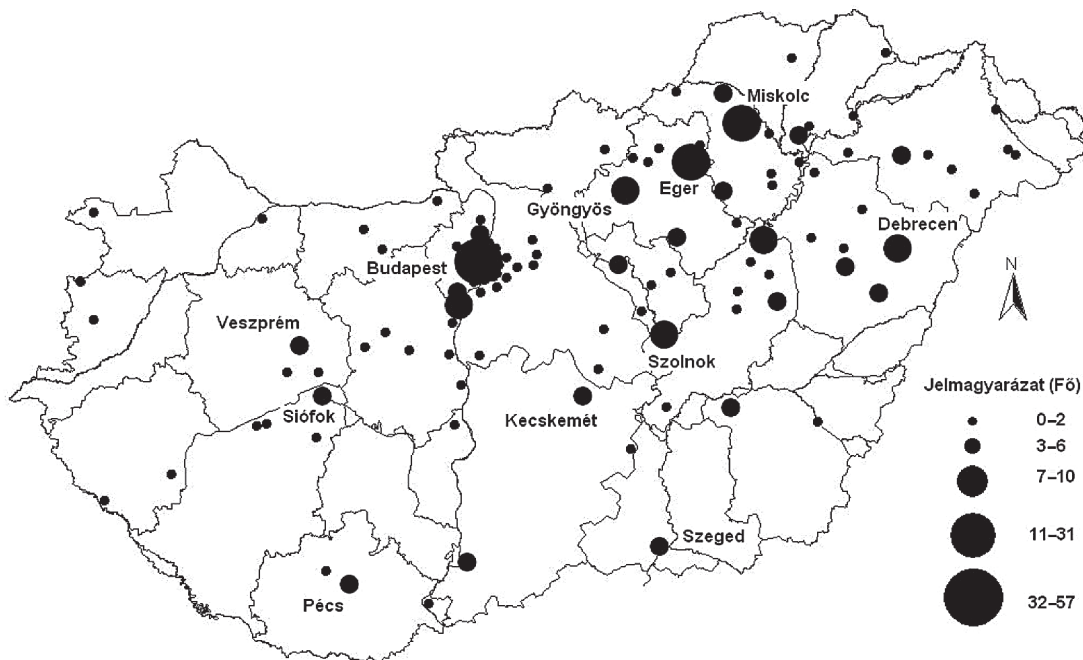 Miskolc
Eger
Gyöngyös
Debrecen
Budapest
N
Veszprém
Szolnok
Jelmagyarázat (Fő)
Siófok
Kecskemét
0–2
3–6
7–10
11–31
Szeged
32–57
Pécs